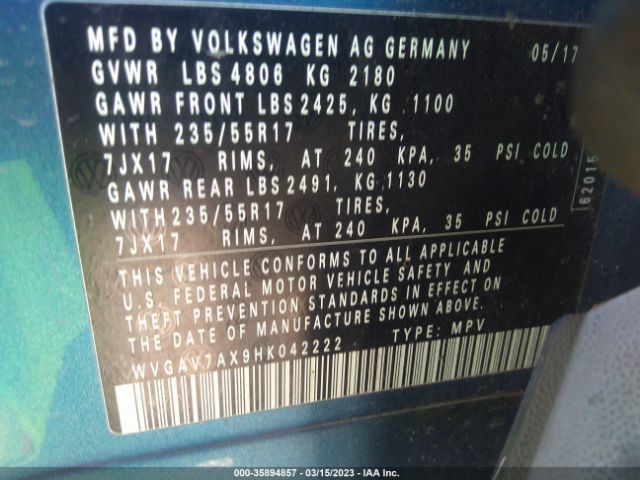 MFD BY VOLKSWAGEN AG GERMANY 05/17
GVWR LBS 4806 KG 2180
GAWR FRONT LBS 2425, KG 1100
WITH 235/55R17 TIRES,
7JX17 RIMS, AT 240 KPA, 35 PSI COLD
GAWR REAR LBS 2491, KG 1130
WITH 235/55R17 TIRES,
7JX17 RIMS, AT 240 KPA, 35 PSI COLD
62015
THIS VEHICLE CONFORMS TO ALL APPLICABLE
U.S. FEDERAL MOTOR VEHICLE SAFETY AND
THEFT PREVENTION STANDARDS IN EFFECT ON
THE DATE OF MANUFACTURE SHOWN ABOVE.
WVGAV7AX9HK042222 TYPE: MPV
000-35894857 - 03/15/2023 - IAA Inc.